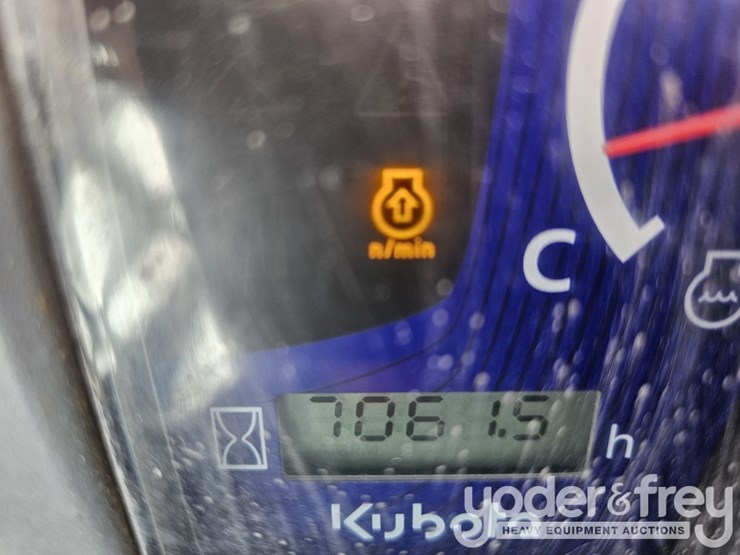 n/min
C
7061.5 h
Kubota
yoder&frey
HEAVY EQUIPMENT AUCTIONS